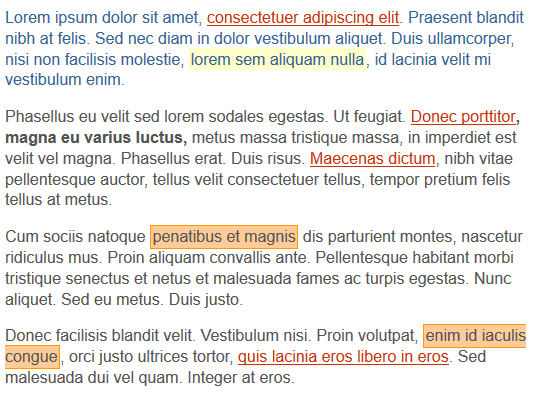 Lorem ipsum dolor sit amet, consectetuer adipiscing elit. Praesent blandit
nibh at felis. Sed nec diam in dolor vestibulum aliquet. Duis ullamcorper,
nisi non facilisis molestie, lorem sem aliquam nulla, id lacinia velit mi
vestibulum enim.
Phasellus eu velit sed lorem sodales egestas. Ut feugiat. Donec porttitor,
magna eu varius luctus, metus massa tristique massa, in imperdiet est
velit vel magna. Phasellus erat. Duis risus. Maecenas dictum, nibh vitae
pellentesque auctor, tellus velit consectetuer tellus, tempor pretium felis
tellus at metus.
Cum sociis natoque penatibus et magnis dis parturient montes, nascetur
ridiculus mus. Proin aliquam convallis ante. Pellentesque habitant morbi
tristique senectus et netus et malesuada fames ac turpis egestas. Nunc
aliquet. Sed eu metus. Duis justo.
Donec facilisis blandit velit. Vestibulum nisi. Proin volutpat, enim id iaculis
congue, orci justo ultrices tortor, quis lacinia eros libero in eros. Sed
malesuada dui vel quam. Integer at eros.